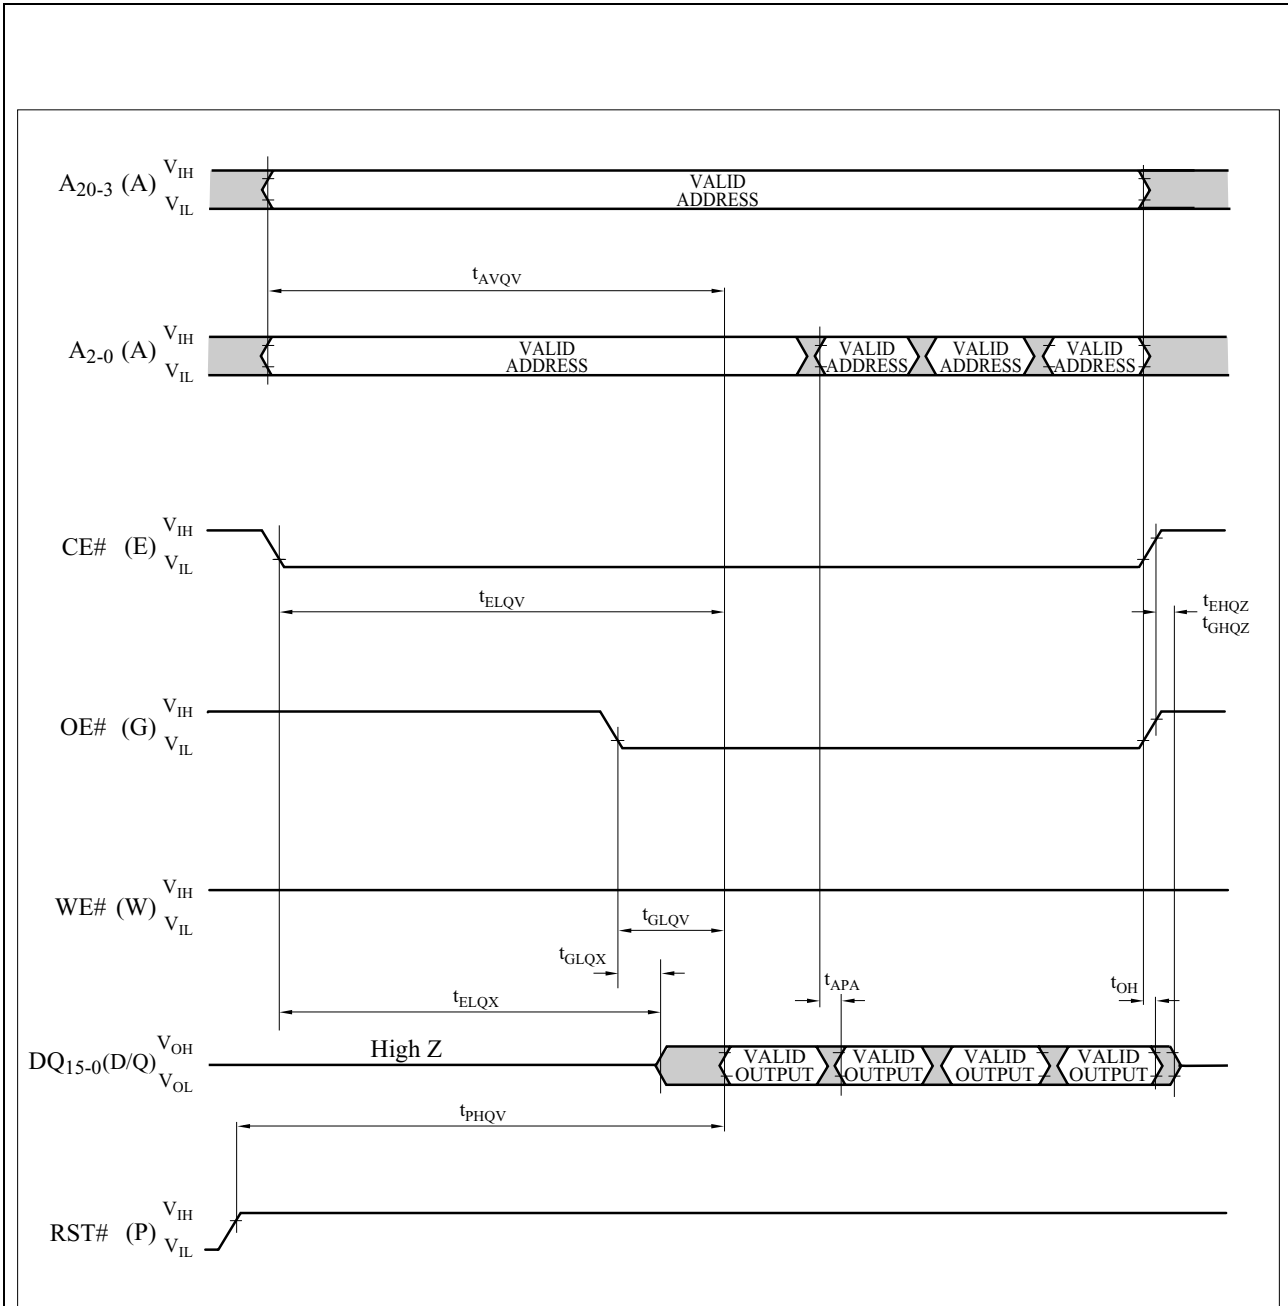 A20-3 (A) VIH VIL VALID ADDRESS
tAVQV
A2-0 (A) VIH VIL VALID ADDRESS VALID ADDRESS VALID ADDRESS VALID ADDRESS
CE# (E) VIH VIL
tELQV
tEHQZ
tGHQZ
OE# (G) VIH VIL
WE# (W) VIH VIL
tGLQV
tGLQX
tELQX
tAPA
tOH
DQ15-0(D/Q) VOH VOL High Z VALID OUTPUT VALID OUTPUT VALID OUTPUT VALID OUTPUT
tPHQV
RST# (P) VIH VIL